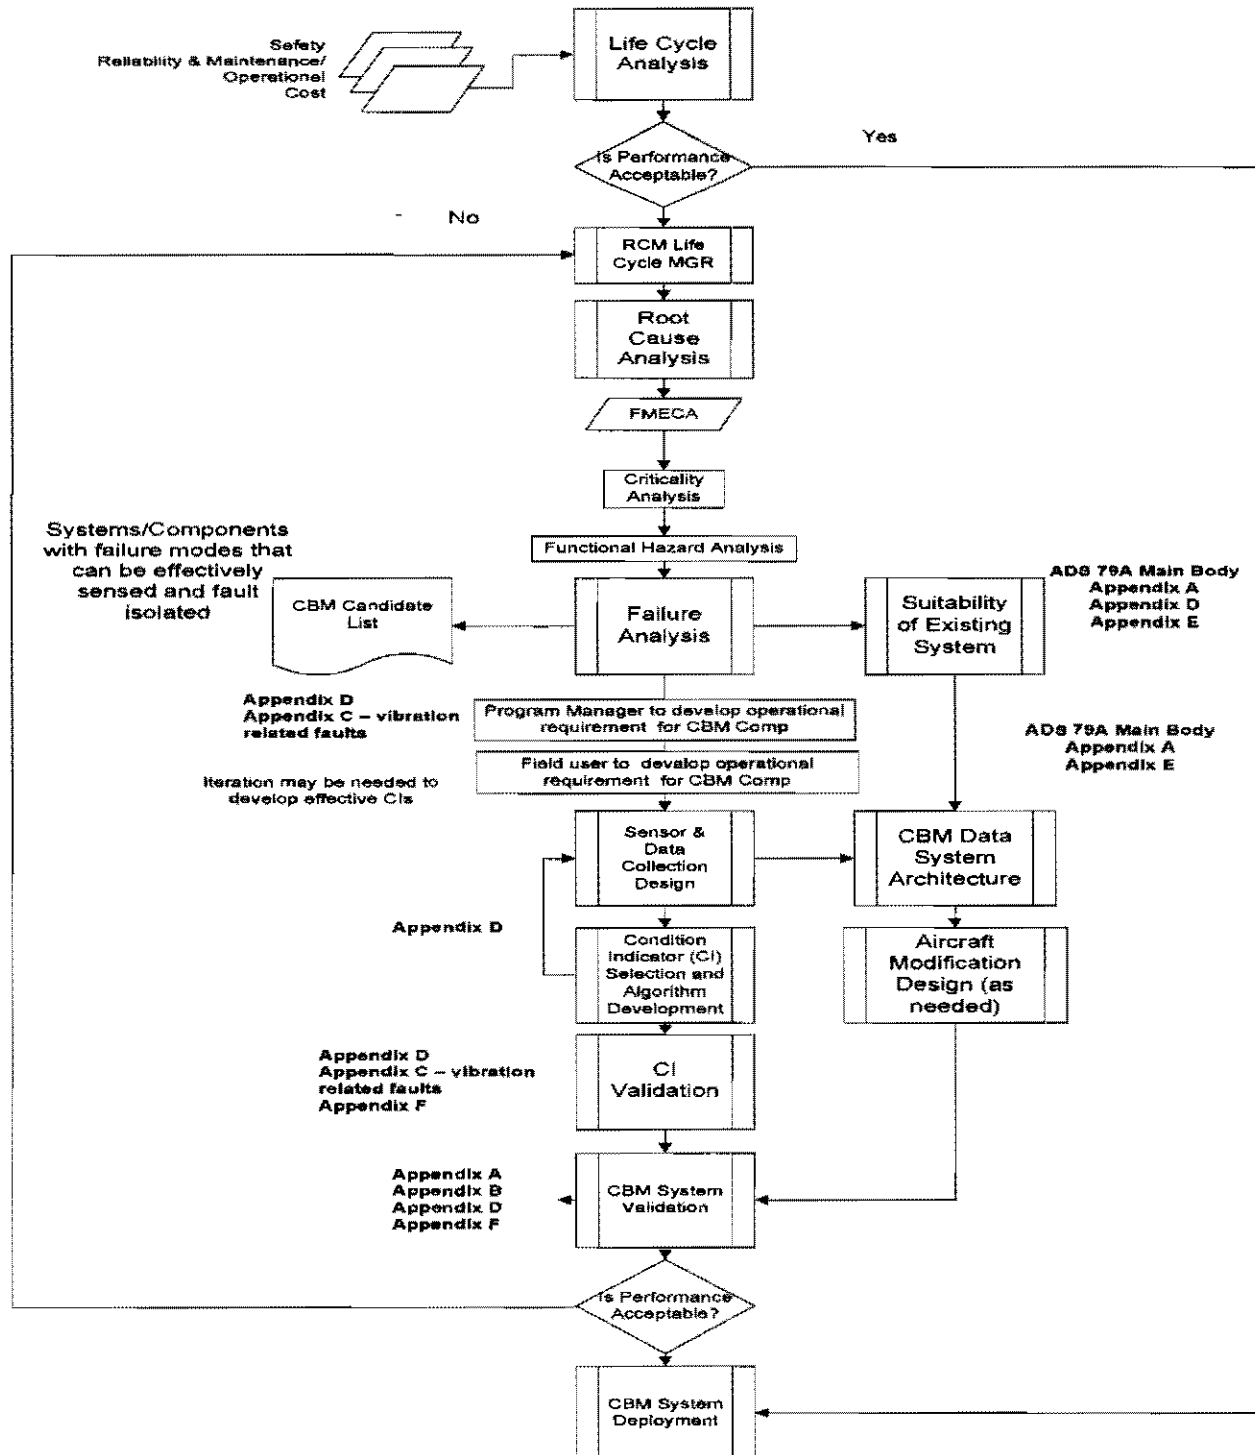 Safety
Reliability & Maintenance/
Operational
Cost
Life Cycle
Analysis
Is Performance
Acceptable?
Yes
No
RCM Life
Cycle MGR
Root
Cause
Analysis
FMECA
Criticality
Analysis
Functional Hazard Analysis
Systems/Components
with failure modes that
can be effectively
sensed and fault
isolated
CBM Candidate
List
Failure
Analysis
Suitability
of Existing
System
ADS 79A Main Body
Appendix A
Appendix D
Appendix E
Appendix D
Appendix C – vibration
related faults
Program Manager to develop operational
requirement for CBM Comp
Field user to develop operational
requirement for CBM Comp
ADS 79A Main Body
Appendix A
Appendix E
Iteration may be needed to
develop effective CIs
Sensor &
Data
Collection
Design
CBM Data
System
Architecture
Appendix D
Condition
Indicator (CI)
Selection and
Algorithm
Development
Aircraft
Modification
Design (as
needed)
Appendix D
Appendix C – vibration
related faults
Appendix F
CI
Validation
Appendix A
Appendix B
Appendix D
Appendix F
CBM System
Validation
Is Performance
Acceptable?
CBM System
Deployment